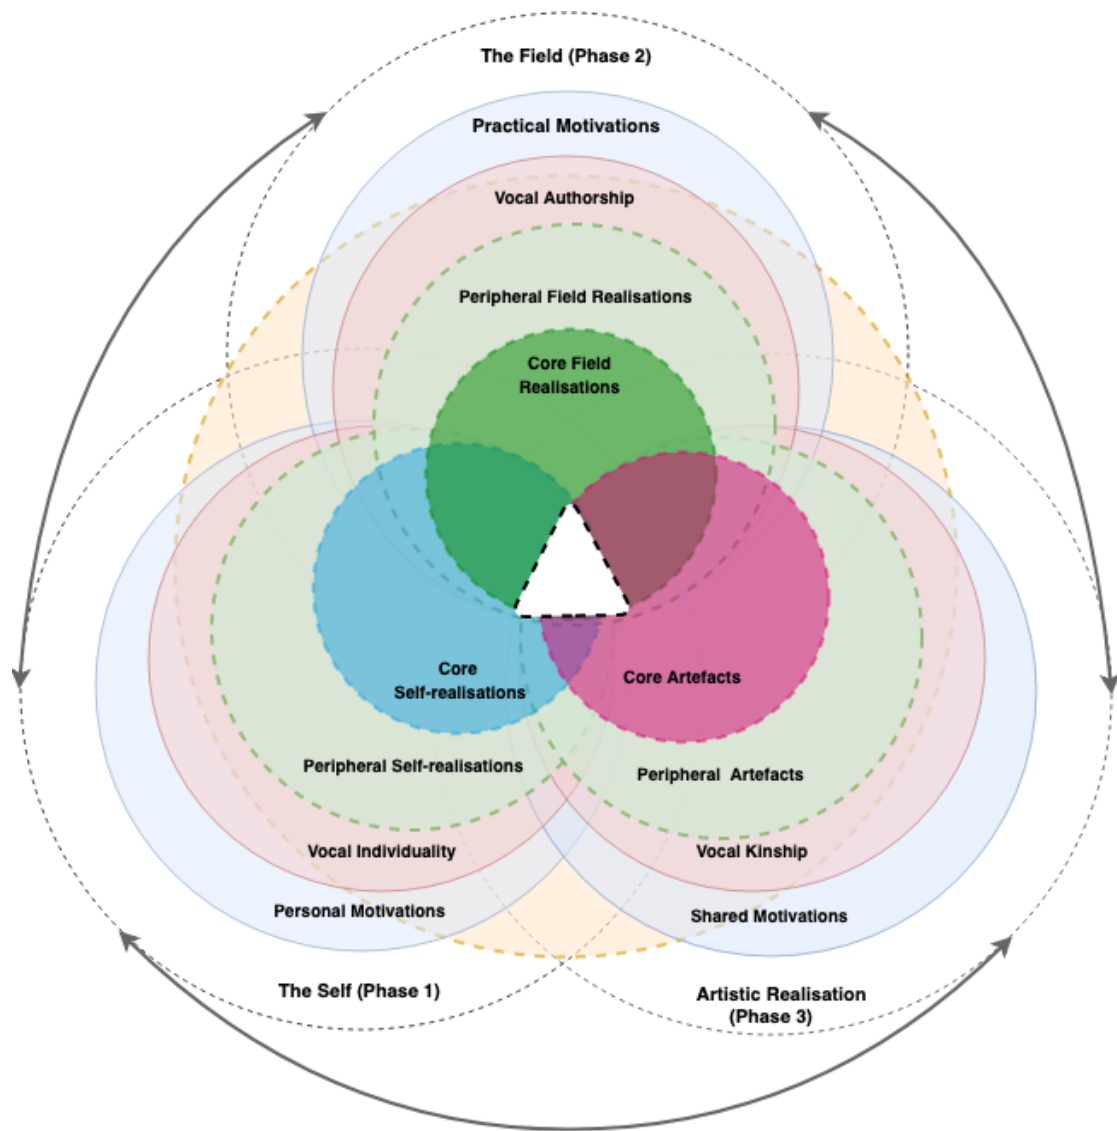 The Field (Phase 2)
Practical Motivations
Vocal Authorship
Peripheral Field Realisations
Core Field
Realisations
Core
Self-realisations
Core Artefacts
Peripheral Self-realisations
Peripheral Artefacts
Vocal Individuality
Vocal Kinship
Personal Motivations
Shared Motivations
The Self (Phase 1)
Artistic Realisation
(Phase 3)